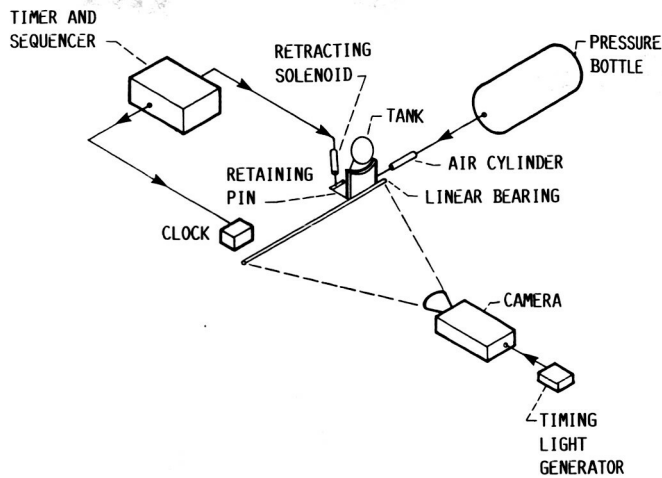 TIMER AND
SEQUENCER
RETRACTING
SOLENOID
PRESSURE
BOTTLE
TANK
AIR CYLINDER
RETAINING
PIN
LINEAR BEARING
CLOCK
CAMERA
TIMING
LIGHT
GENERATOR